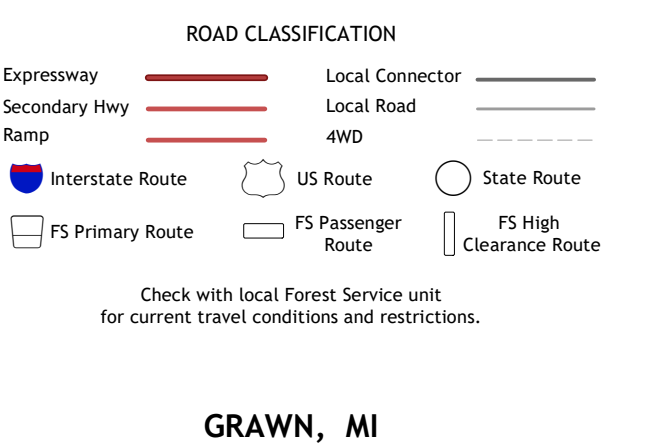 ROAD CLASSIFICATION
Expressway
Local Connector
Secondary Hwy
Local Road
Ramp
4WD
Interstate Route
US Route
State Route
FS Primary Route
FS Passenger
Route
FS High
Clearance Route
Check with local Forest Service unit
for current travel conditions and restrictions.
GRAWN, MI